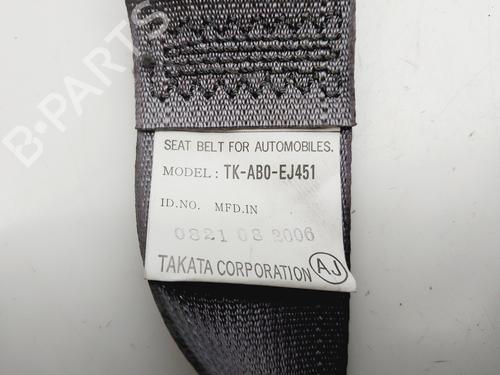 B-PARTS
SEAT BELT FOR AUTOMOBILES.
MODEL : TK-AB0-EJ451
ID.NO. MFD.IN
0821 08 2006
TAKATA CORPORATION AJ